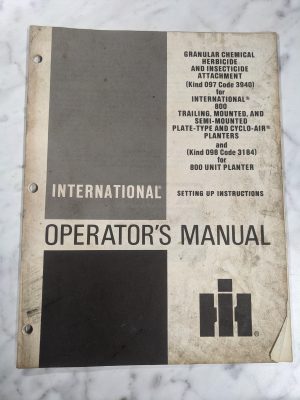 GRANULAR CHEMICAL
HERBICIDE
AND INSECTICIDE
ATTACHMENT
(Kind 097 Code 3940)
for
INTERNATIONAL®
800
TRAILING, MOUNTED, AND
SEMI-MOUNTED
PLATE-TYPE AND CYCLO-AIR®
PLANTERS
and
(Kind 098 Code 3184)
for
800 UNIT PLANTER
INTERNATIONAL®
SETTING UP INSTRUCTIONS
OPERATOR'S MANUAL
IH®